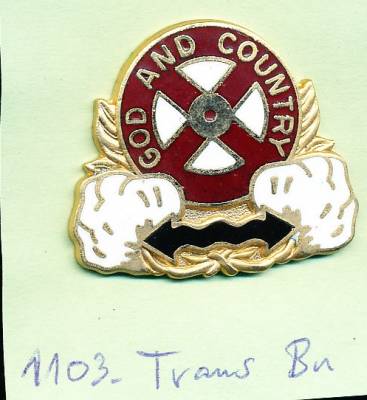 GOD AND COUNTRY
1103- Trans Bn